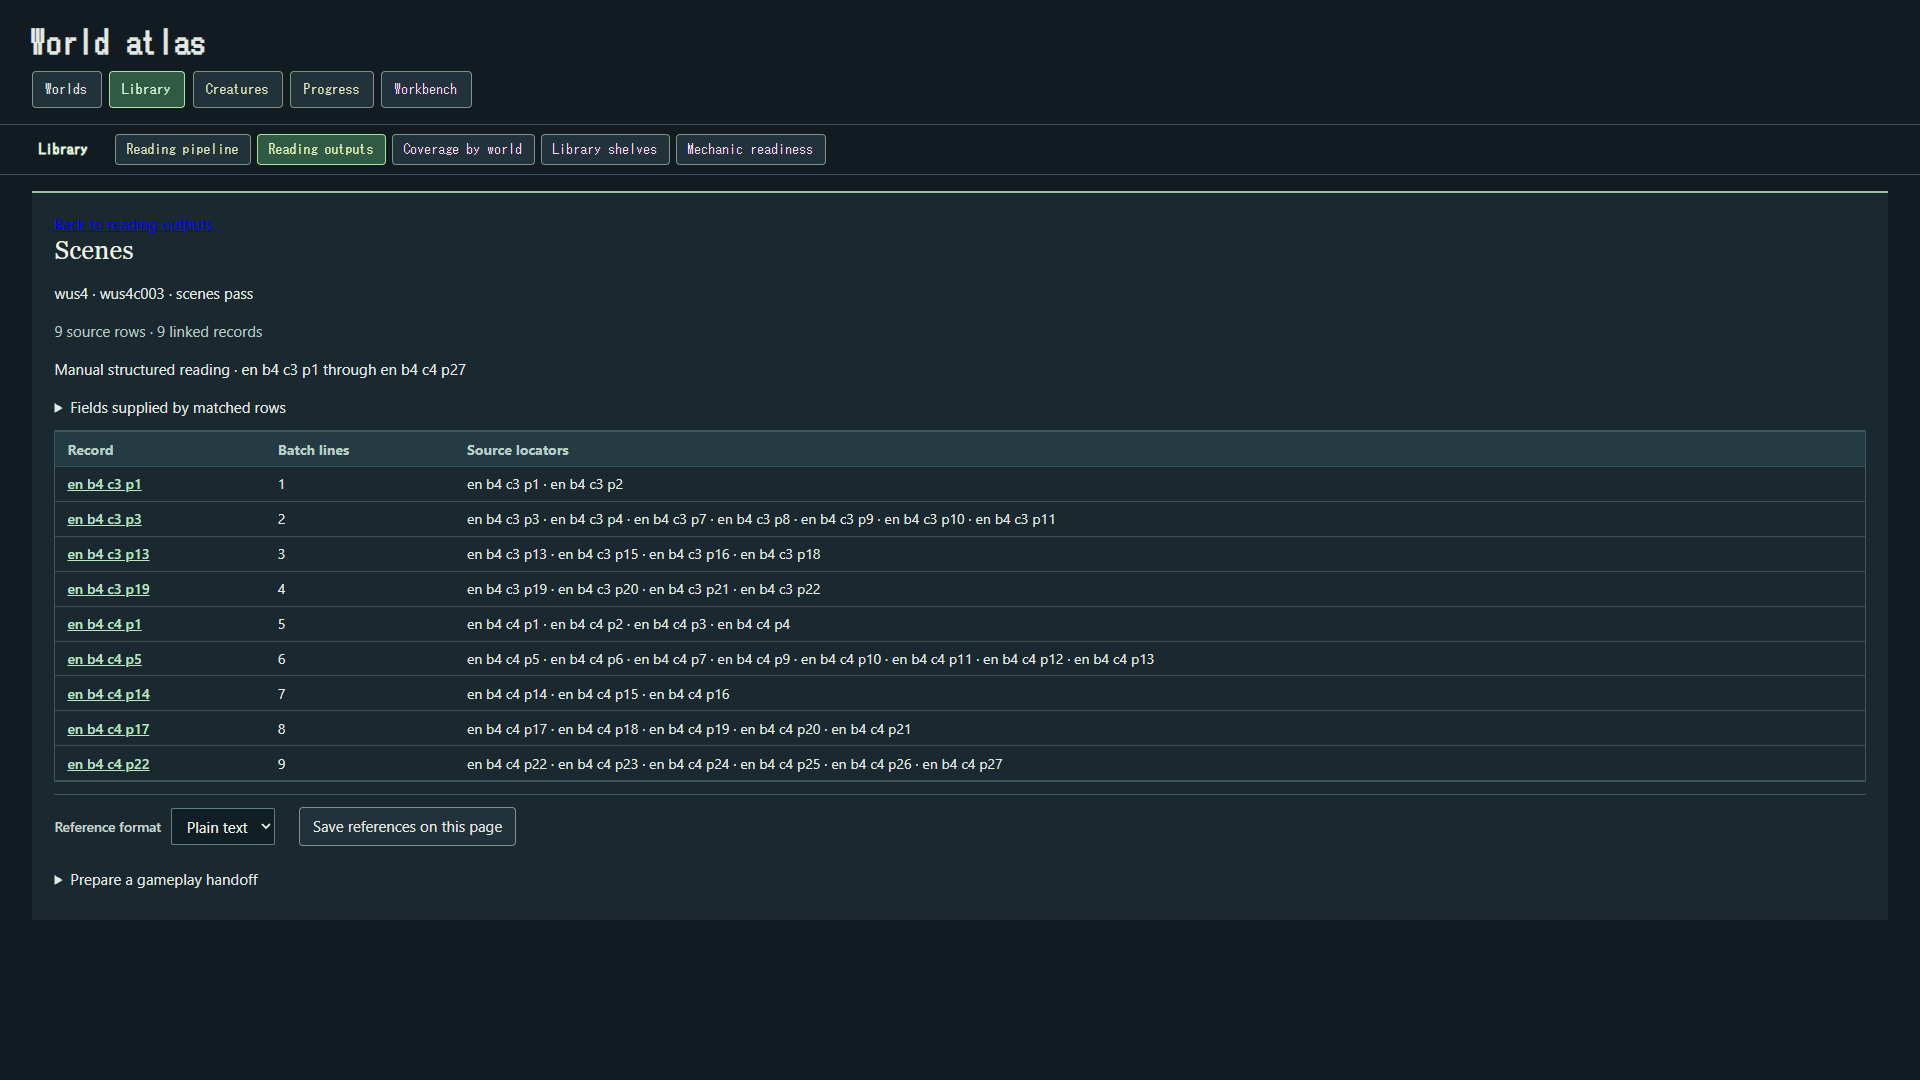 World atlas
Worlds Library Creatures Progress Workbench
Library Reading pipeline Reading outputs Coverage by world Library shelves Mechanic readiness
Back to reading outputs
Scenes
wus4 · wus4c003 · scenes pass
9 source rows · 9 linked records
Manual structured reading · en b4 c3 p1 through en b4 c4 p27
▶ Fields supplied by matched rows
Record Batch lines Source locators
en b4 c3 p1 1 en b4 c3 p1 · en b4 c3 p2
en b4 c3 p3 2 en b4 c3 p3 · en b4 c3 p4 · en b4 c3 p7 · en b4 c3 p8 · en b4 c3 p9 · en b4 c3 p10 · en b4 c3 p11
en b4 c3 p13 3 en b4 c3 p13 · en b4 c3 p15 · en b4 c3 p16 · en b4 c3 p18
en b4 c3 p19 4 en b4 c3 p19 · en b4 c3 p20 · en b4 c3 p21 · en b4 c3 p22
en b4 c4 p1 5 en b4 c4 p1 · en b4 c4 p2 · en b4 c4 p3 · en b4 c4 p4
en b4 c4 p5 6 en b4 c4 p5 · en b4 c4 p6 · en b4 c4 p7 · en b4 c4 p9 · en b4 c4 p10 · en b4 c4 p11 · en b4 c4 p12 · en b4 c4 p13
en b4 c4 p14 7 en b4 c4 p14 · en b4 c4 p15 · en b4 c4 p16
en b4 c4 p17 8 en b4 c4 p17 · en b4 c4 p18 · en b4 c4 p19 · en b4 c4 p20 · en b4 c4 p21
en b4 c4 p22 9 en b4 c4 p22 · en b4 c4 p23 · en b4 c4 p24 · en b4 c4 p25 · en b4 c4 p26 · en b4 c4 p27
Reference format Plain text Save references on this page
▶ Prepare a gameplay handoff